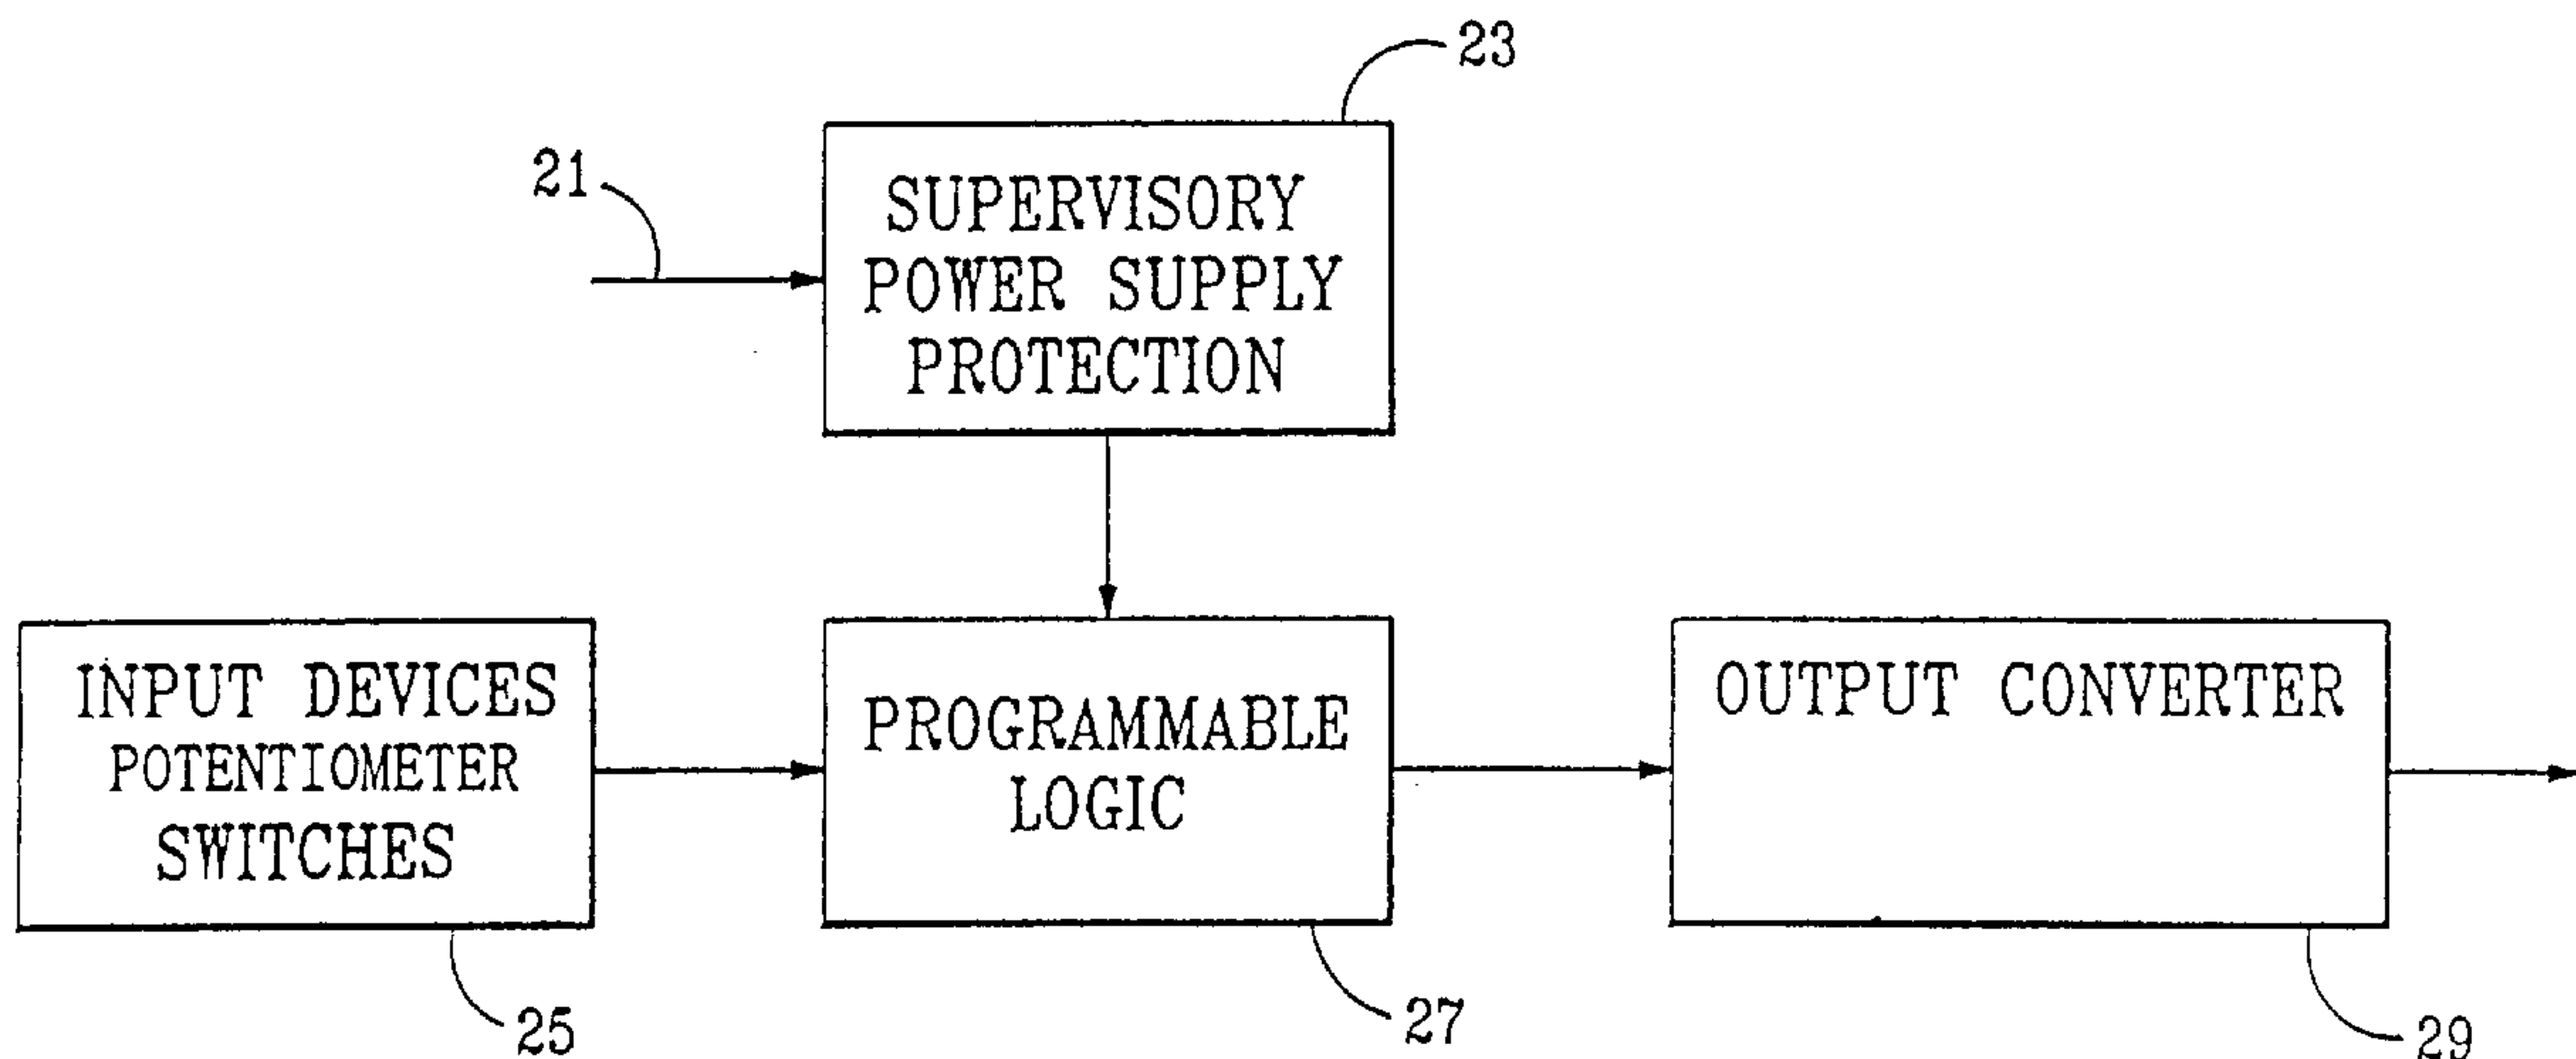 23
21
SUPERVISORY
POWER SUPPLY
PROTECTION
INPUT DEVICES
POTENTIOMETER
SWITCHES
PROGRAMMABLE
LOGIC
OUTPUT CONVERTER
25
27
29